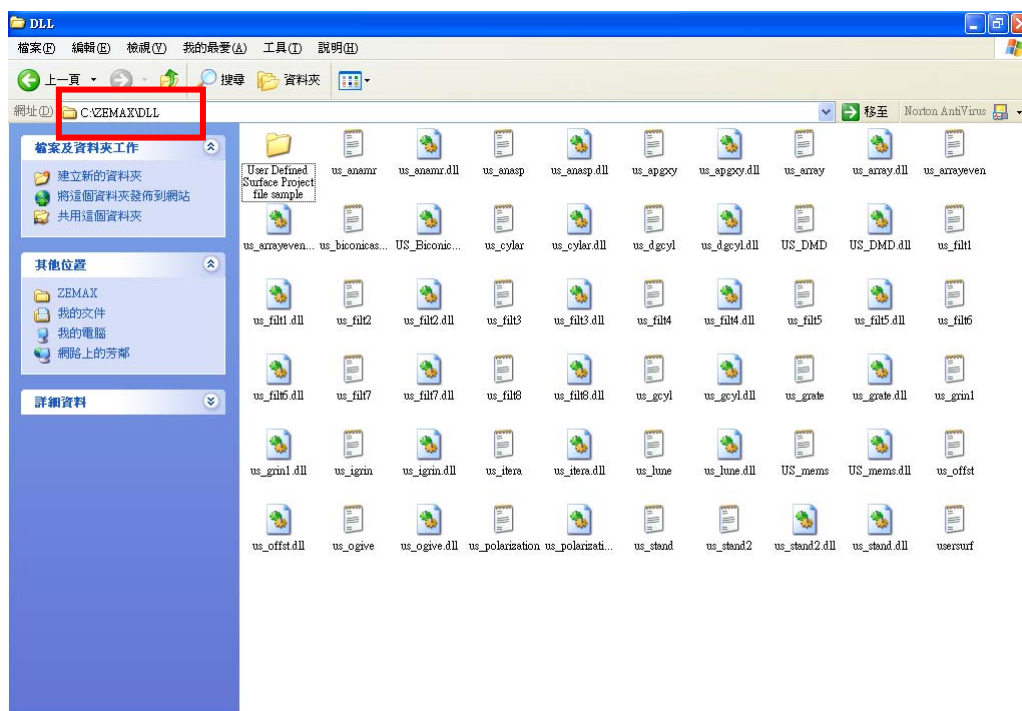 DLL
檔案(F) 編輯(E) 檢視(V) 我的最愛(A) 工具(T) 說明(H)
上一頁 搜尋 資料夾
網址(D) C:\ZEMAX\DLL 移至 Norton AntiVirus
檔案及資料夾工作
建立新的資料夾
將這個資料夾發佈到網站
共用這個資料夾
其他位置
ZEMAX
我的文件
我的電腦
網路上的芳鄰
詳細資料
User Defined
Surface Project
file sample
us_anamr us_anamr.dll us_anasp us_anasp.dll us_apgxy us_apgxy.dll us_array us_array.dll us_arrayeven
us_arrayeven... us_biconicas... US_Biconic... us_cylar us_cylar.dll us_dgcyl us_dgcyl.dll US_DMD US_DMD.dll us_filt1
us_filt1.dll us_filt2 us_filt2.dll us_filt3 us_filt3.dll us_filt4 us_filt4.dll us_filt5 us_filt5.dll us_filt6
us_filt6.dll us_filt7 us_filt7.dll us_filt8 us_filt8.dll us_gcyl us_gcyl.dll us_grate us_grate.dll us_grin1
us_grin1.dll us_igrin us_igrin.dll us_itera us_itera.dll us_lune us_lune.dll US_mems US_mems.dll us_offst
us_offst.dll us_ogive us_ogive.dll us_polarization us_polarizati... us_stand us_stand2 us_stand2.dll us_stand.dll usersurf